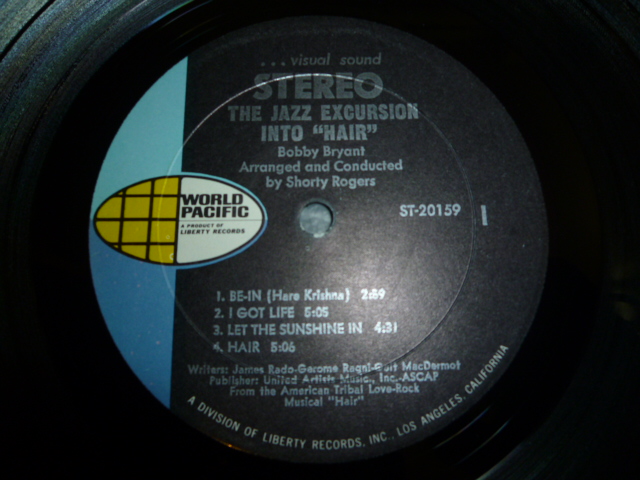 ...visual sound
STEREO
THE JAZZ EXCURSION
INTO "HAIR"
Bobby Bryant
Arranged and Conducted
by Shorty Rogers
ST-20159 1
WORLD
PACIFIC
A PRODUCT OF
LIBERTY RECORDS
1. BE-IN (Hare Krishna) 2:59
2. I GOT LIFE 5:05
3. LET THE SUNSHINE IN 4:31
4. HAIR 5:06
Writers: James Rado-Gerome Ragni-Galt MacDermot
Publisher: United Artists Music, Inc.-ASCAP
From the American Tribal Love-Rock
Musical "Hair"
A DIVISION OF LIBERTY RECORDS, INC., LOS ANGELES, CALIFORNIA